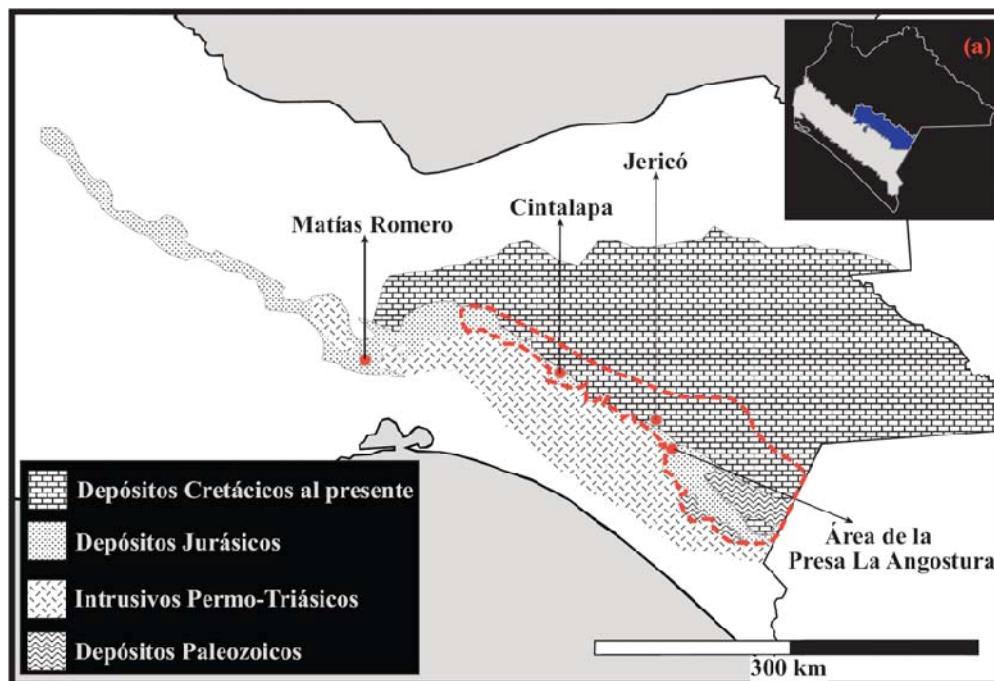 (a)
Jericó
Cintalapa
Matías Romero
Depósitos Cretácicos al presente
Depósitos Jurásicos
Intrusivos Permo-Triásicos
Depósitos Paleozoicos
Área de la
Presa La Angostura
300 km